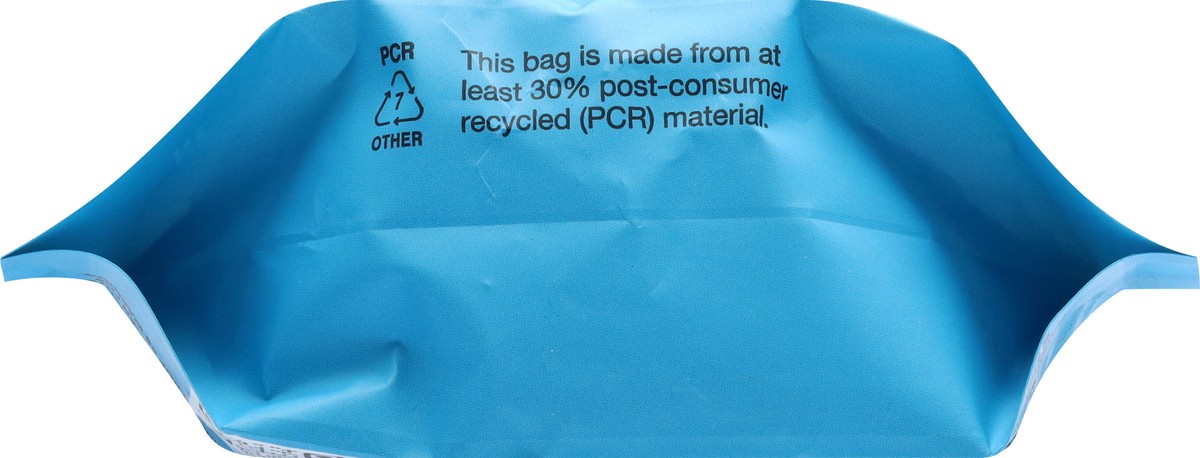 PCR
7
OTHER
This bag is made from at
least 30% post-consumer
recycled (PCR) material.